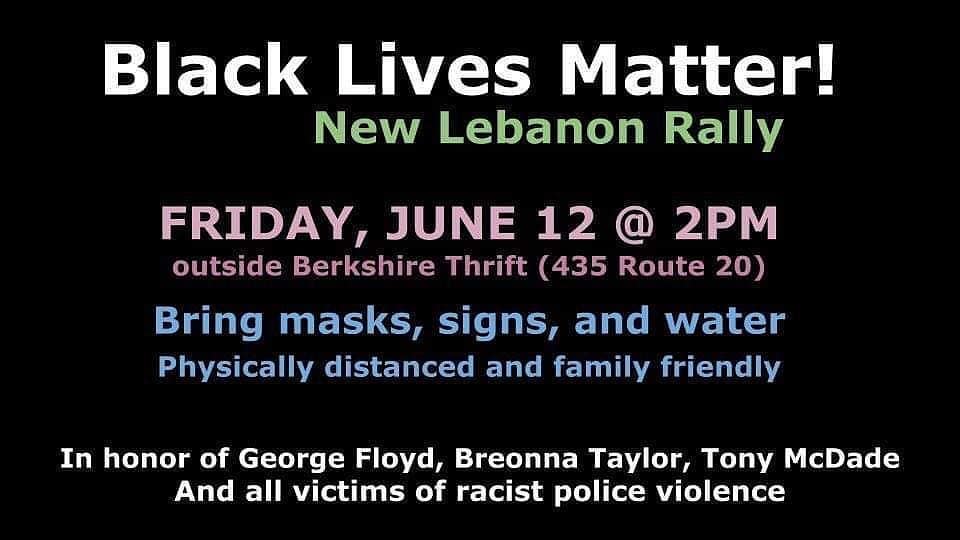 Black Lives Matter!
New Lebanon Rally
FRIDAY, JUNE 12 @ 2PM
outside Berkshire Thrift (435 Route 20)
Bring masks, signs, and water
Physically distanced and family friendly
In honor of George Floyd, Breonna Taylor, Tony McDade
And all victims of racist police violence